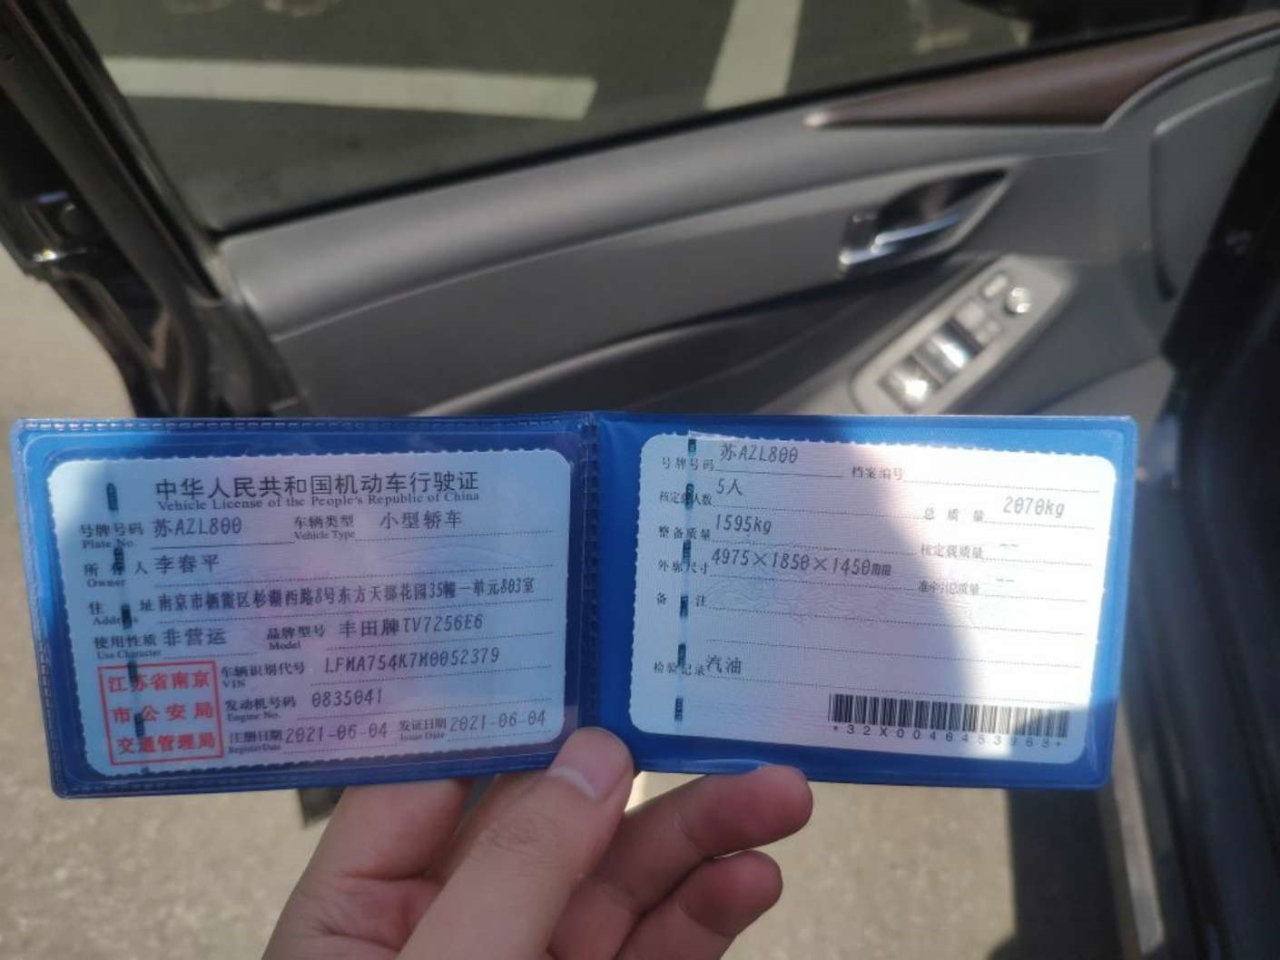 中华人民共和国机动车行驶证
Vehicle License of the People's Republic of China
号牌号码 苏AZL800 车辆类型 小型轿车
Plate No. Vehicle Type
所有人 李春平
Owner
住址 南京市栖霞区杉湖西路8号东方天郡花园35幢一单元803室
Address
使用性质 非营运 品牌型号 丰田牌TV7256E6
Use Character Model
江苏省南京
市公安局
交通管理局
车辆识别代号 LFMA754K7M0052379
VIN
发动机号码 0835041
Engine No.
注册日期 2021-06-04 发证日期 2021-06-04
Register Date Issue Date
号牌号码 苏AZL800 档案编号
核定载人数 5人 总质量 2070kg
整备质量 1595kg 核定载质量 --
外廓尺寸 4975×1850×1450mm 准牵引总质量 --
备注
检验记录 汽油
*32X0046453968*